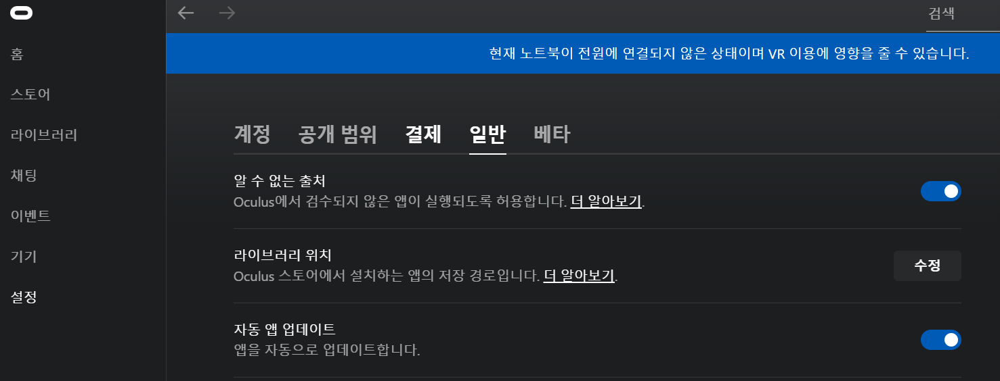 검색
홈
스토어
라이브러리
채팅
이벤트
기기
설정
현재 노트북이 전원에 연결되지 않은 상태이며 VR 이용에 영향을 줄 수 있습니다.
계정 공개 범위 결제 일반 베타
알 수 없는 출처
Oculus에서 검수되지 않은 앱이 실행되도록 허용합니다. 더 알아보기.
라이브러리 위치
Oculus 스토어에서 설치하는 앱의 저장 경로입니다. 더 알아보기.
수정
자동 앱 업데이트
앱을 자동으로 업데이트합니다.